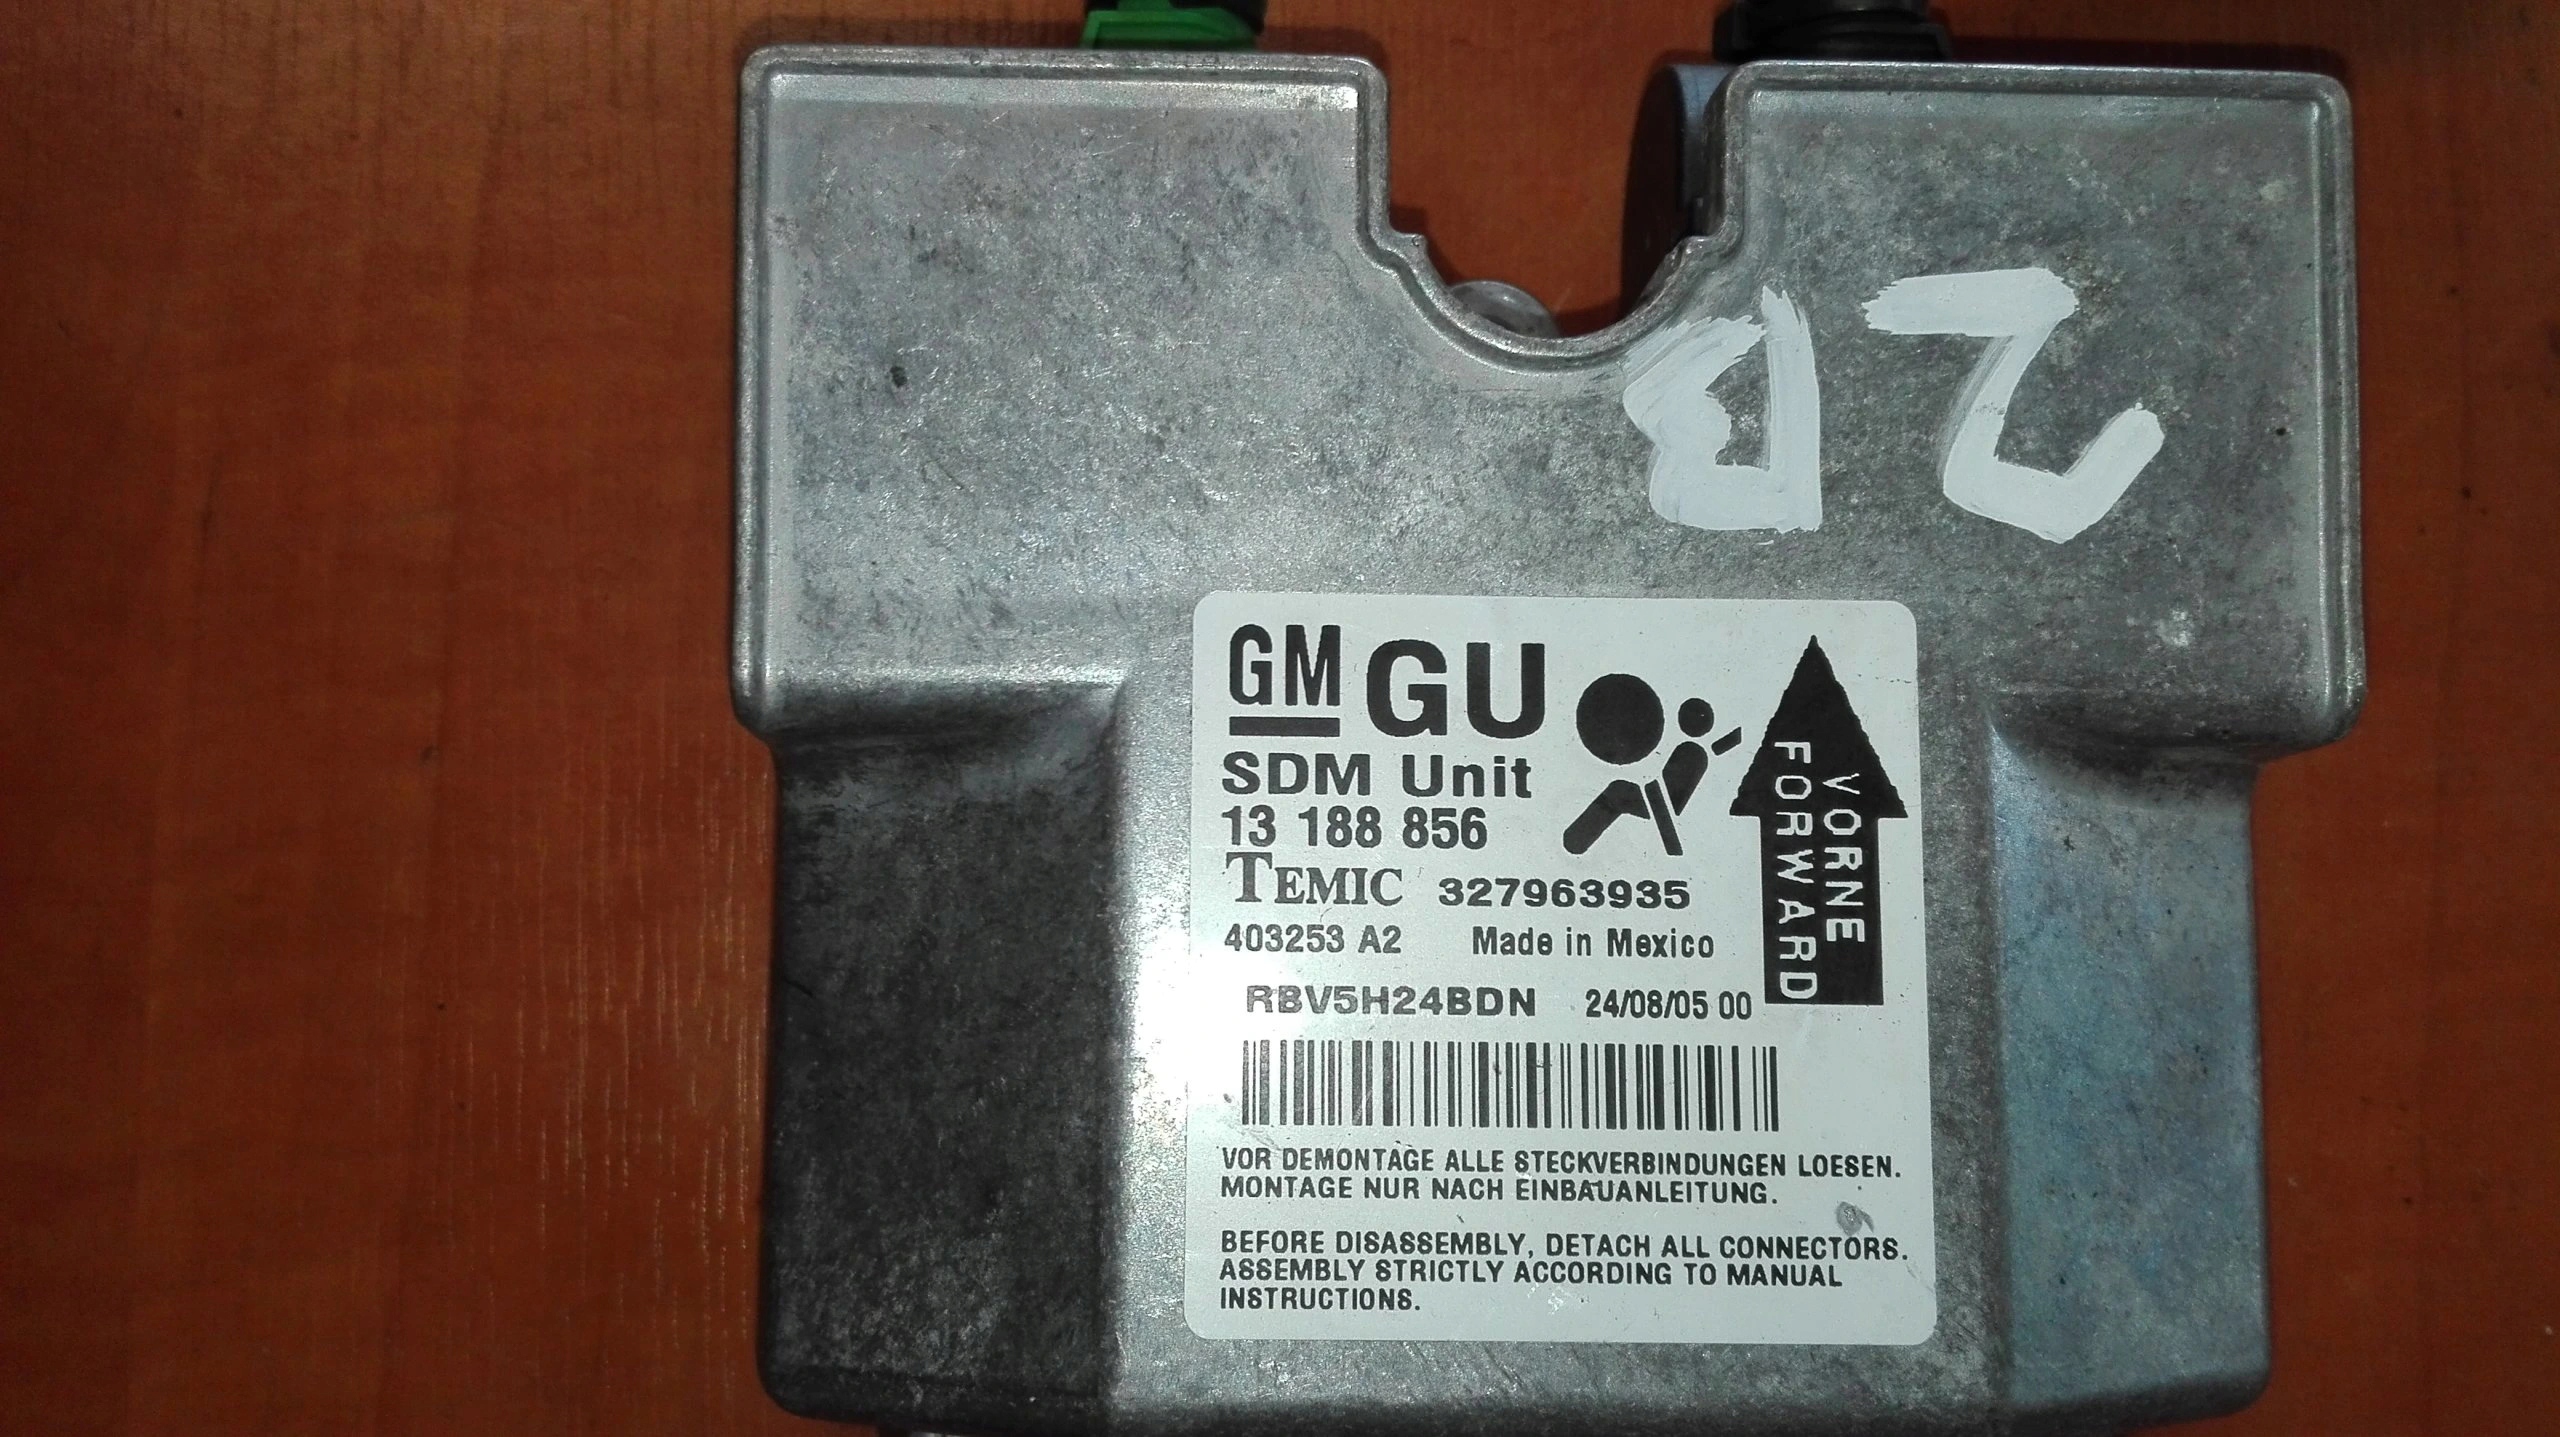 2B
GM GU
SDM Unit
13 188 856
TEMIC 327963935
403253 A2 Made in Mexico
RBV5H24BDN 24/08/05 00
VORNE
FORWARD
VOR DEMONTAGE ALLE STECKVERBINDUNGEN LOESEN.
MONTAGE NUR NACH EINBAUANLEITUNG.
BEFORE DISASSEMBLY, DETACH ALL CONNECTORS.
ASSEMBLY STRICTLY ACCORDING TO MANUAL
INSTRUCTIONS.